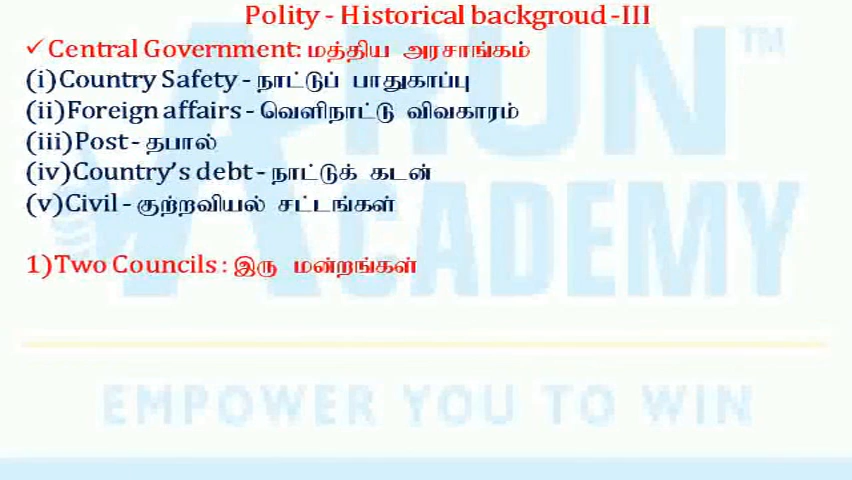 Polity - Historical backgroud -III
✓Central Government: மத்திய அரசாங்கம்
(i)Country Safety - நாட்டுப் பாதுகாப்பு
(ii)Foreign affairs - வெளிநாட்டு விவகாரம்
(iii)Post - தபால்
(iv)Country's debt - நாட்டுக் கடன்
(v)Civil - குற்றவியல் சட்டங்கள்
1)Two Councils : இரு மன்றங்கள்
ARUN TM
ACADEMY
EMPOWER YOU TO WIN